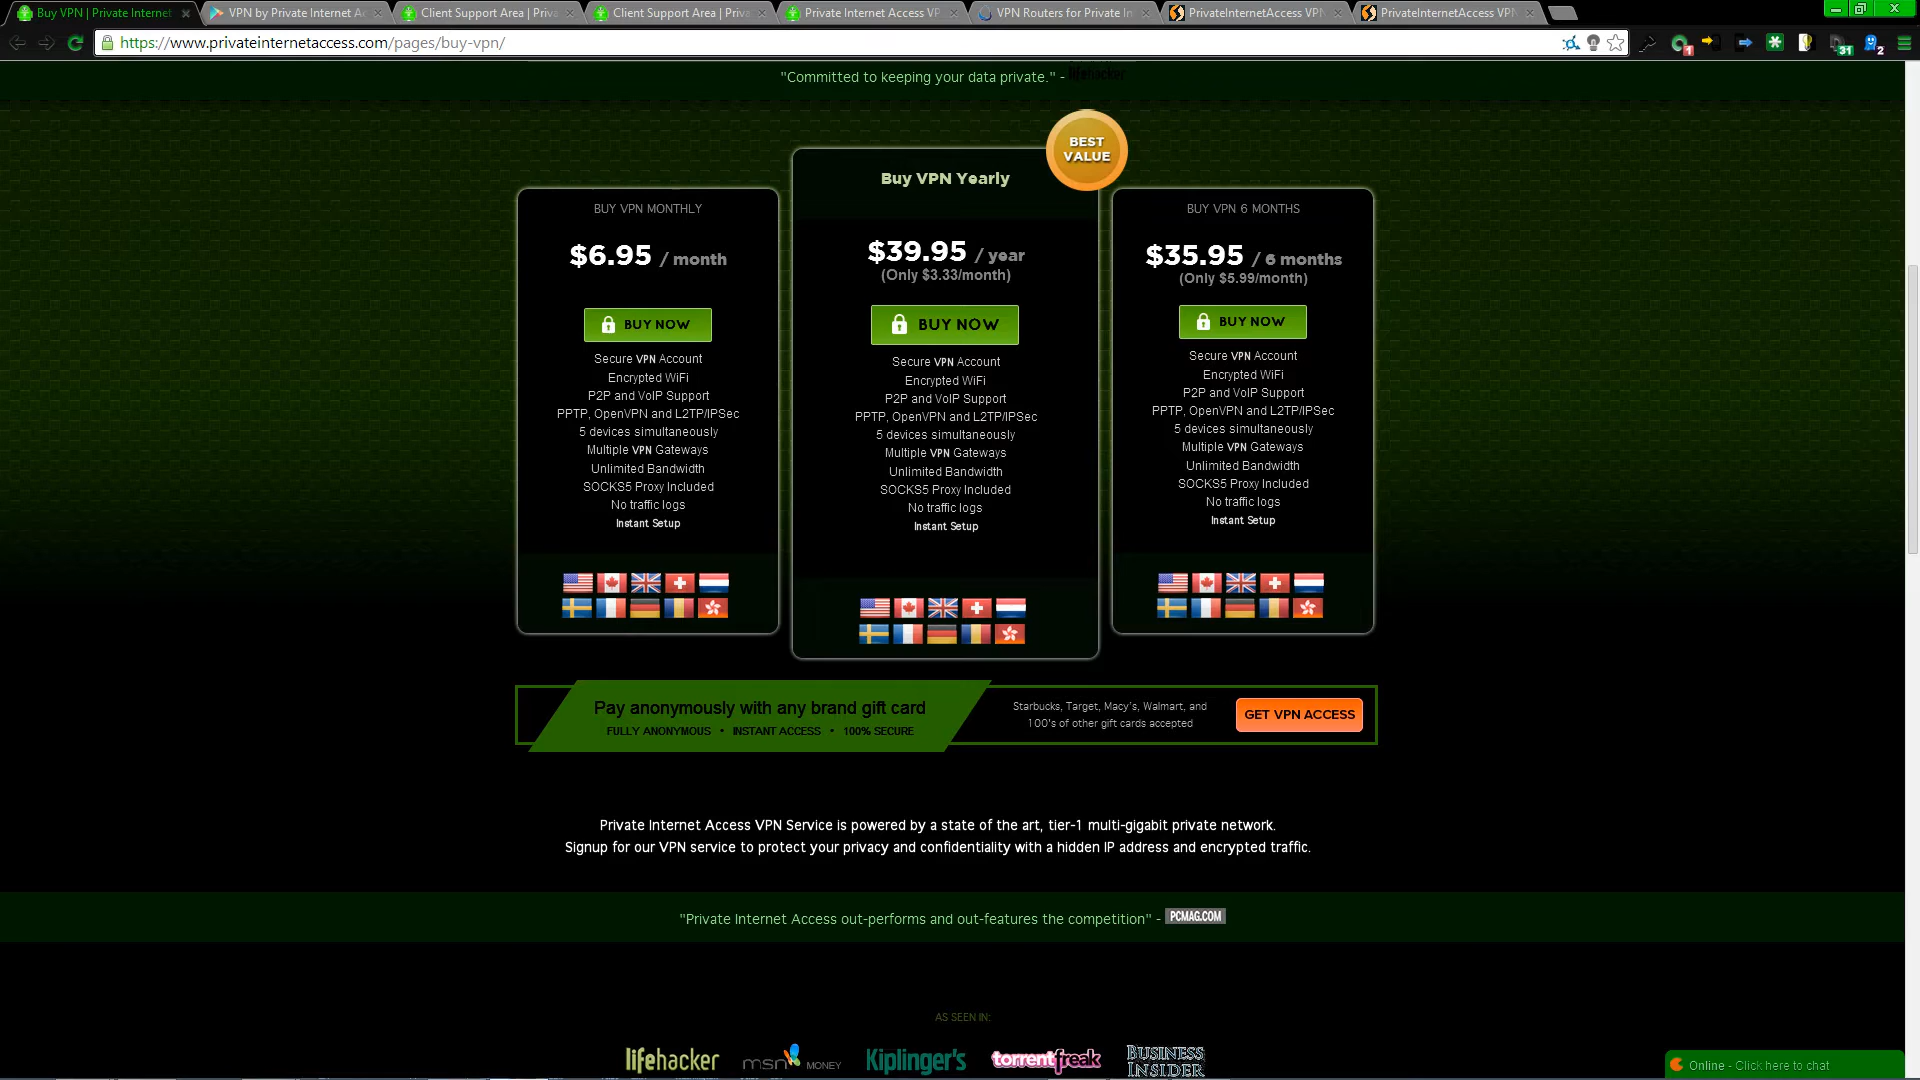 Buy VPN | Private Internet
VPN by Private Internet Ac
Client Support Area | Priva
Client Support Area | Priva
Private Internet Access VP
VPN Routers for Private In
PrivateInternetAccess VPN
PrivateInternetAccess VPN
https://www.privateinternetaccess.com/pages/buy-vpn/
1
31
2
"Committed to keeping your data private." - lifehacker
BEST
VALUE
Buy VPN Yearly
$39.95 / year
(Only $3.33/month)
BUY NOW
Secure VPN Account
Encrypted WiFi
P2P and VoIP Support
PPTP, OpenVPN and L2TP/IPSec
5 devices simultaneously
Multiple VPN Gateways
Unlimited Bandwidth
SOCKS5 Proxy Included
No traffic logs
Instant Setup
BUY VPN MONTHLY
$6.95 / month
BUY NOW
Secure VPN Account
Encrypted WiFi
P2P and VoIP Support
PPTP, OpenVPN and L2TP/IPSec
5 devices simultaneously
Multiple VPN Gateways
Unlimited Bandwidth
SOCKS5 Proxy Included
No traffic logs
Instant Setup
BUY VPN 6 MONTHS
$35.95 / 6 months
(Only $5.99/month)
BUY NOW
Secure VPN Account
Encrypted WiFi
P2P and VoIP Support
PPTP, OpenVPN and L2TP/IPSec
5 devices simultaneously
Multiple VPN Gateways
Unlimited Bandwidth
SOCKS5 Proxy Included
No traffic logs
Instant Setup
Pay anonymously with any brand gift card
FULLY ANONYMOUS • INSTANT ACCESS • 100% SECURE
Starbucks, Target, Macy's, Walmart, and
100's of other gift cards accepted
GET VPN ACCESS
Private Internet Access VPN Service is powered by a state of the art, tier-1 multi-gigabit private network.
Signup for our VPN service to protect your privacy and confidentiality with a hidden IP address and encrypted traffic.
"Private Internet Access out-performs and out-features the competition" - PCMAG.COM
AS SEEN IN:
lifehacker
msn MONEY
Kiplinger's
torrentfreak
BUSINESS
INSIDER
Online - Click here to chat